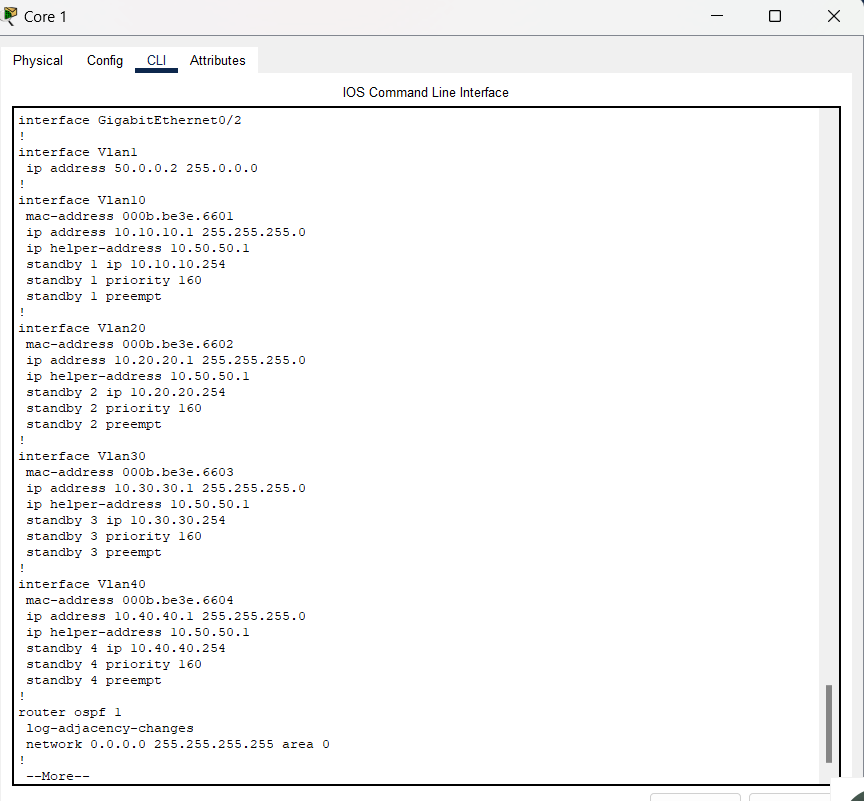 Core 1
Physical Config CLI Attributes
IOS Command Line Interface
interface GigabitEthernet0/2
!
interface Vlan1
ip address 50.0.0.2 255.0.0.0
!
interface Vlan10
mac-address 000b.be3e.6601
ip address 10.10.10.1 255.255.255.0
ip helper-address 10.50.50.1
standby 1 ip 10.10.10.254
standby 1 priority 160
standby 1 preempt
!
interface Vlan20
mac-address 000b.be3e.6602
ip address 10.20.20.1 255.255.255.0
ip helper-address 10.50.50.1
standby 2 ip 10.20.20.254
standby 2 priority 160
standby 2 preempt
!
interface Vlan30
mac-address 000b.be3e.6603
ip address 10.30.30.1 255.255.255.0
ip helper-address 10.50.50.1
standby 3 ip 10.30.30.254
standby 3 priority 160
standby 3 preempt
!
interface Vlan40
mac-address 000b.be3e.6604
ip address 10.40.40.1 255.255.255.0
ip helper-address 10.50.50.1
standby 4 ip 10.40.40.254
standby 4 priority 160
standby 4 preempt
!
router ospf 1
log-adjacency-changes
network 0.0.0.0 255.255.255.255 area 0
!
--More--